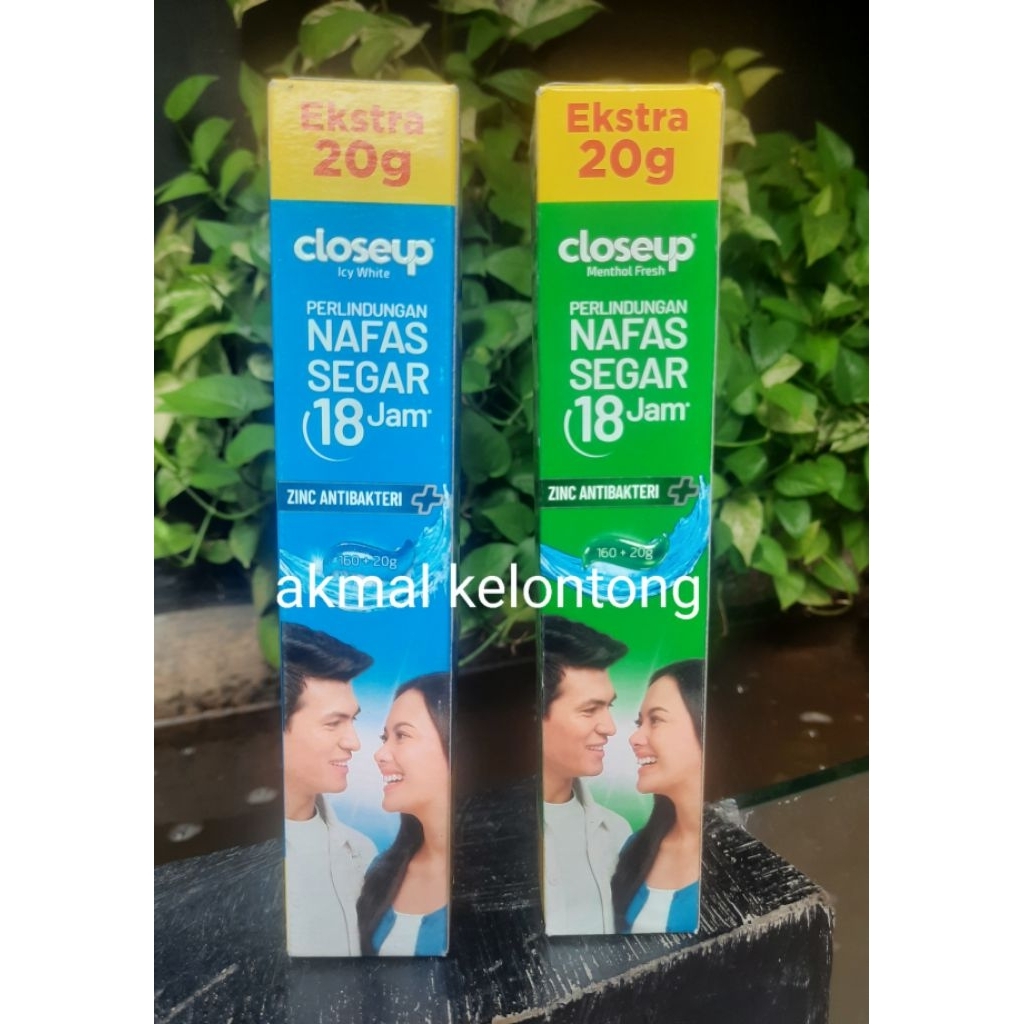 Ekstra
20g
closeup
Icy White
PERLINDUNGAN
NAFAS
SEGAR
18 Jam*
ZINC ANTIBAKTERI
160 + 20g
Ekstra
20g
closeup
Menthol Fresh
PERLINDUNGAN
NAFAS
SEGAR
18 Jam*
ZINC ANTIBAKTERI
160 + 20g
akmal kelontong